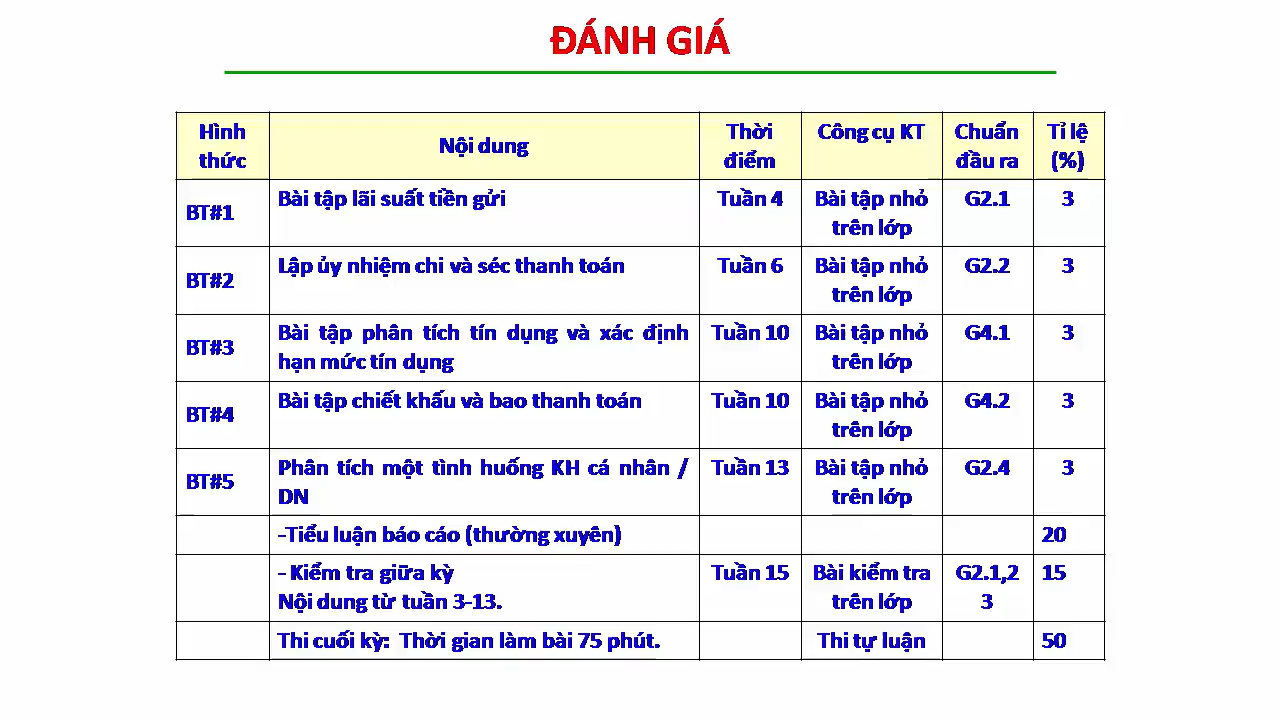 ĐÁNH GIÁ
Hình thức Nội dung Thời điểm Công cụ KT Chuẩn đầu ra Tỉ lệ (%)
BT#1 Bài tập lãi suất tiền gửi Tuần 4 Bài tập nhỏ trên lớp G2.1 3
BT#2 Lập ủy nhiệm chi và séc thanh toán Tuần 6 Bài tập nhỏ trên lớp G2.2 3
BT#3 Bài tập phân tích tín dụng và xác định hạn mức tín dụng Tuần 10 Bài tập nhỏ trên lớp G4.1 3
BT#4 Bài tập chiết khấu và bao thanh toán Tuần 10 Bài tập nhỏ trên lớp G4.2 3
BT#5 Phân tích một tình huống KH cá nhân / DN Tuần 13 Bài tập nhỏ trên lớp G2.4 3
-Tiểu luận báo cáo (thường xuyên) 20
- Kiểm tra giữa kỳ Nội dung từ tuần 3-13. Tuần 15 Bài kiểm tra trên lớp G2.1,2 3 15
Thi cuối kỳ: Thời gian làm bài 75 phút. Thi tự luận 50